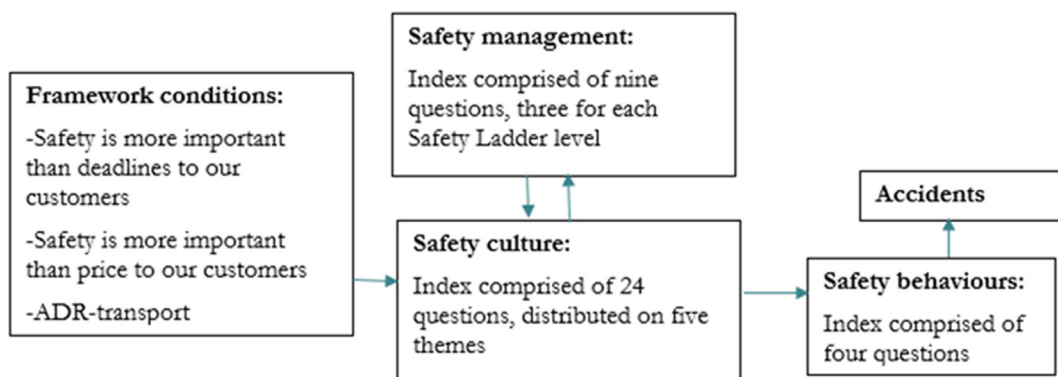 Framework conditions:
-Safety is more important
than deadlines to our
customers
-Safety is more important
than price to our customers
-ADR-transport
Safety management:
Index comprised of nine
questions, three for each
Safety Ladder level
Safety culture:
Index comprised of 24
questions, distributed on five
themes
Accidents
Safety behaviours:
Index comprised of
four questions